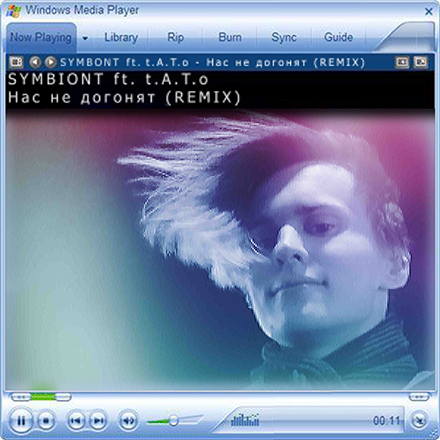 Windows Media Player
Now Playing Library Rip Burn Sync Guide
SYMBIONT ft. t.A.T.o - Нас не догонят (REMIX)
SYMBIONT ft. t.A.T.o
Нас не догонят (REMIX)
00:11